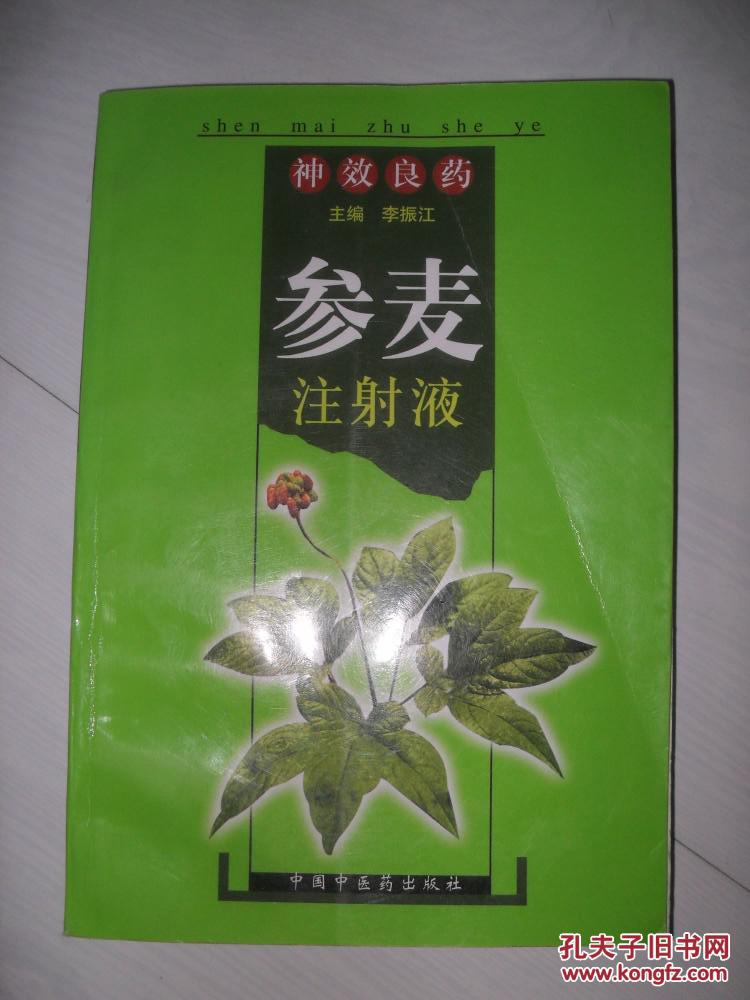 shen mai zhu she ye
神效良药
主编 李振江
参麦
注射液
中国中医药出版社
孔夫子旧书网
www.kongfz.com